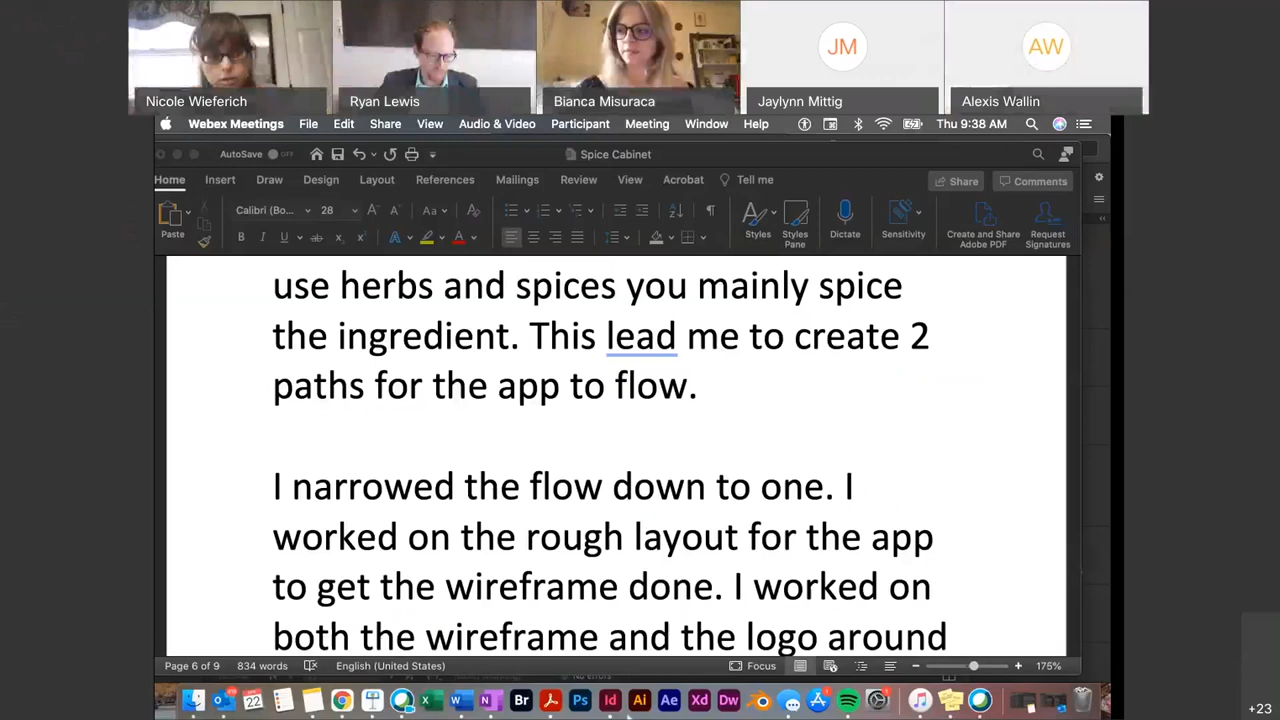 JM
AW
Nicole Wieferich
Ryan Lewis
Bianca Misuraca
Jaylynn Mittig
Alexis Wallin
Webex Meetings File Edit Share View Audio & Video Participant Meeting Window Help Thu 9:38 AM
AutoSave OFF Spice Cabinet
Home Insert Draw Design Layout References Mailings Review View Acrobat Tell me Share Comments
Calibri (Bo... 28
Paste Styles Styles Pane Dictate Sensitivity Create and Share Adobe PDF Request Signatures
use herbs and spices you mainly spice
the ingredient. This lead me to create 2
paths for the app to flow.
I narrowed the flow down to one. I
worked on the rough layout for the app
to get the wireframe done. I worked on
both the wireframe and the logo around
Page 6 of 9 834 words English (United States) Focus 175%
22 Br Ps Id Ai Ae Xd Dw
+23